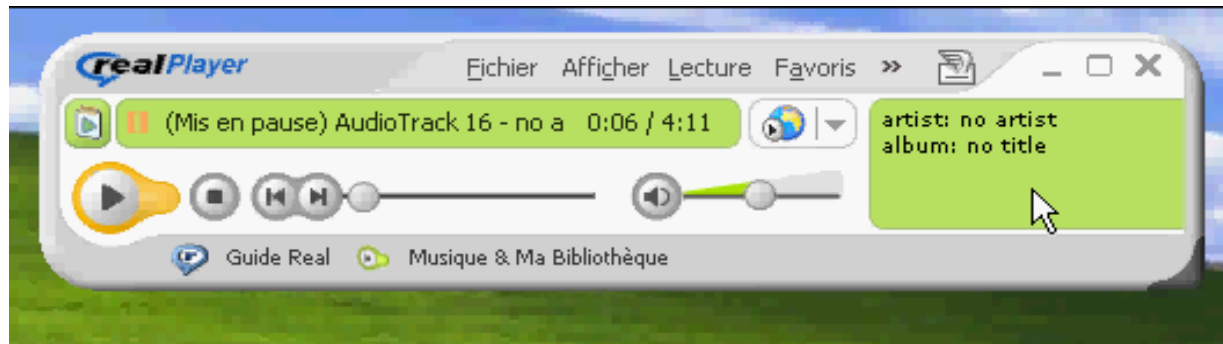 realPlayer Fichier Afficher Lecture Favoris »
(Mis en pause) AudioTrack 16 - no a 0:06 / 4:11
artist: no artist
album: no title
Guide Real Musique & Ma Bibliothèque